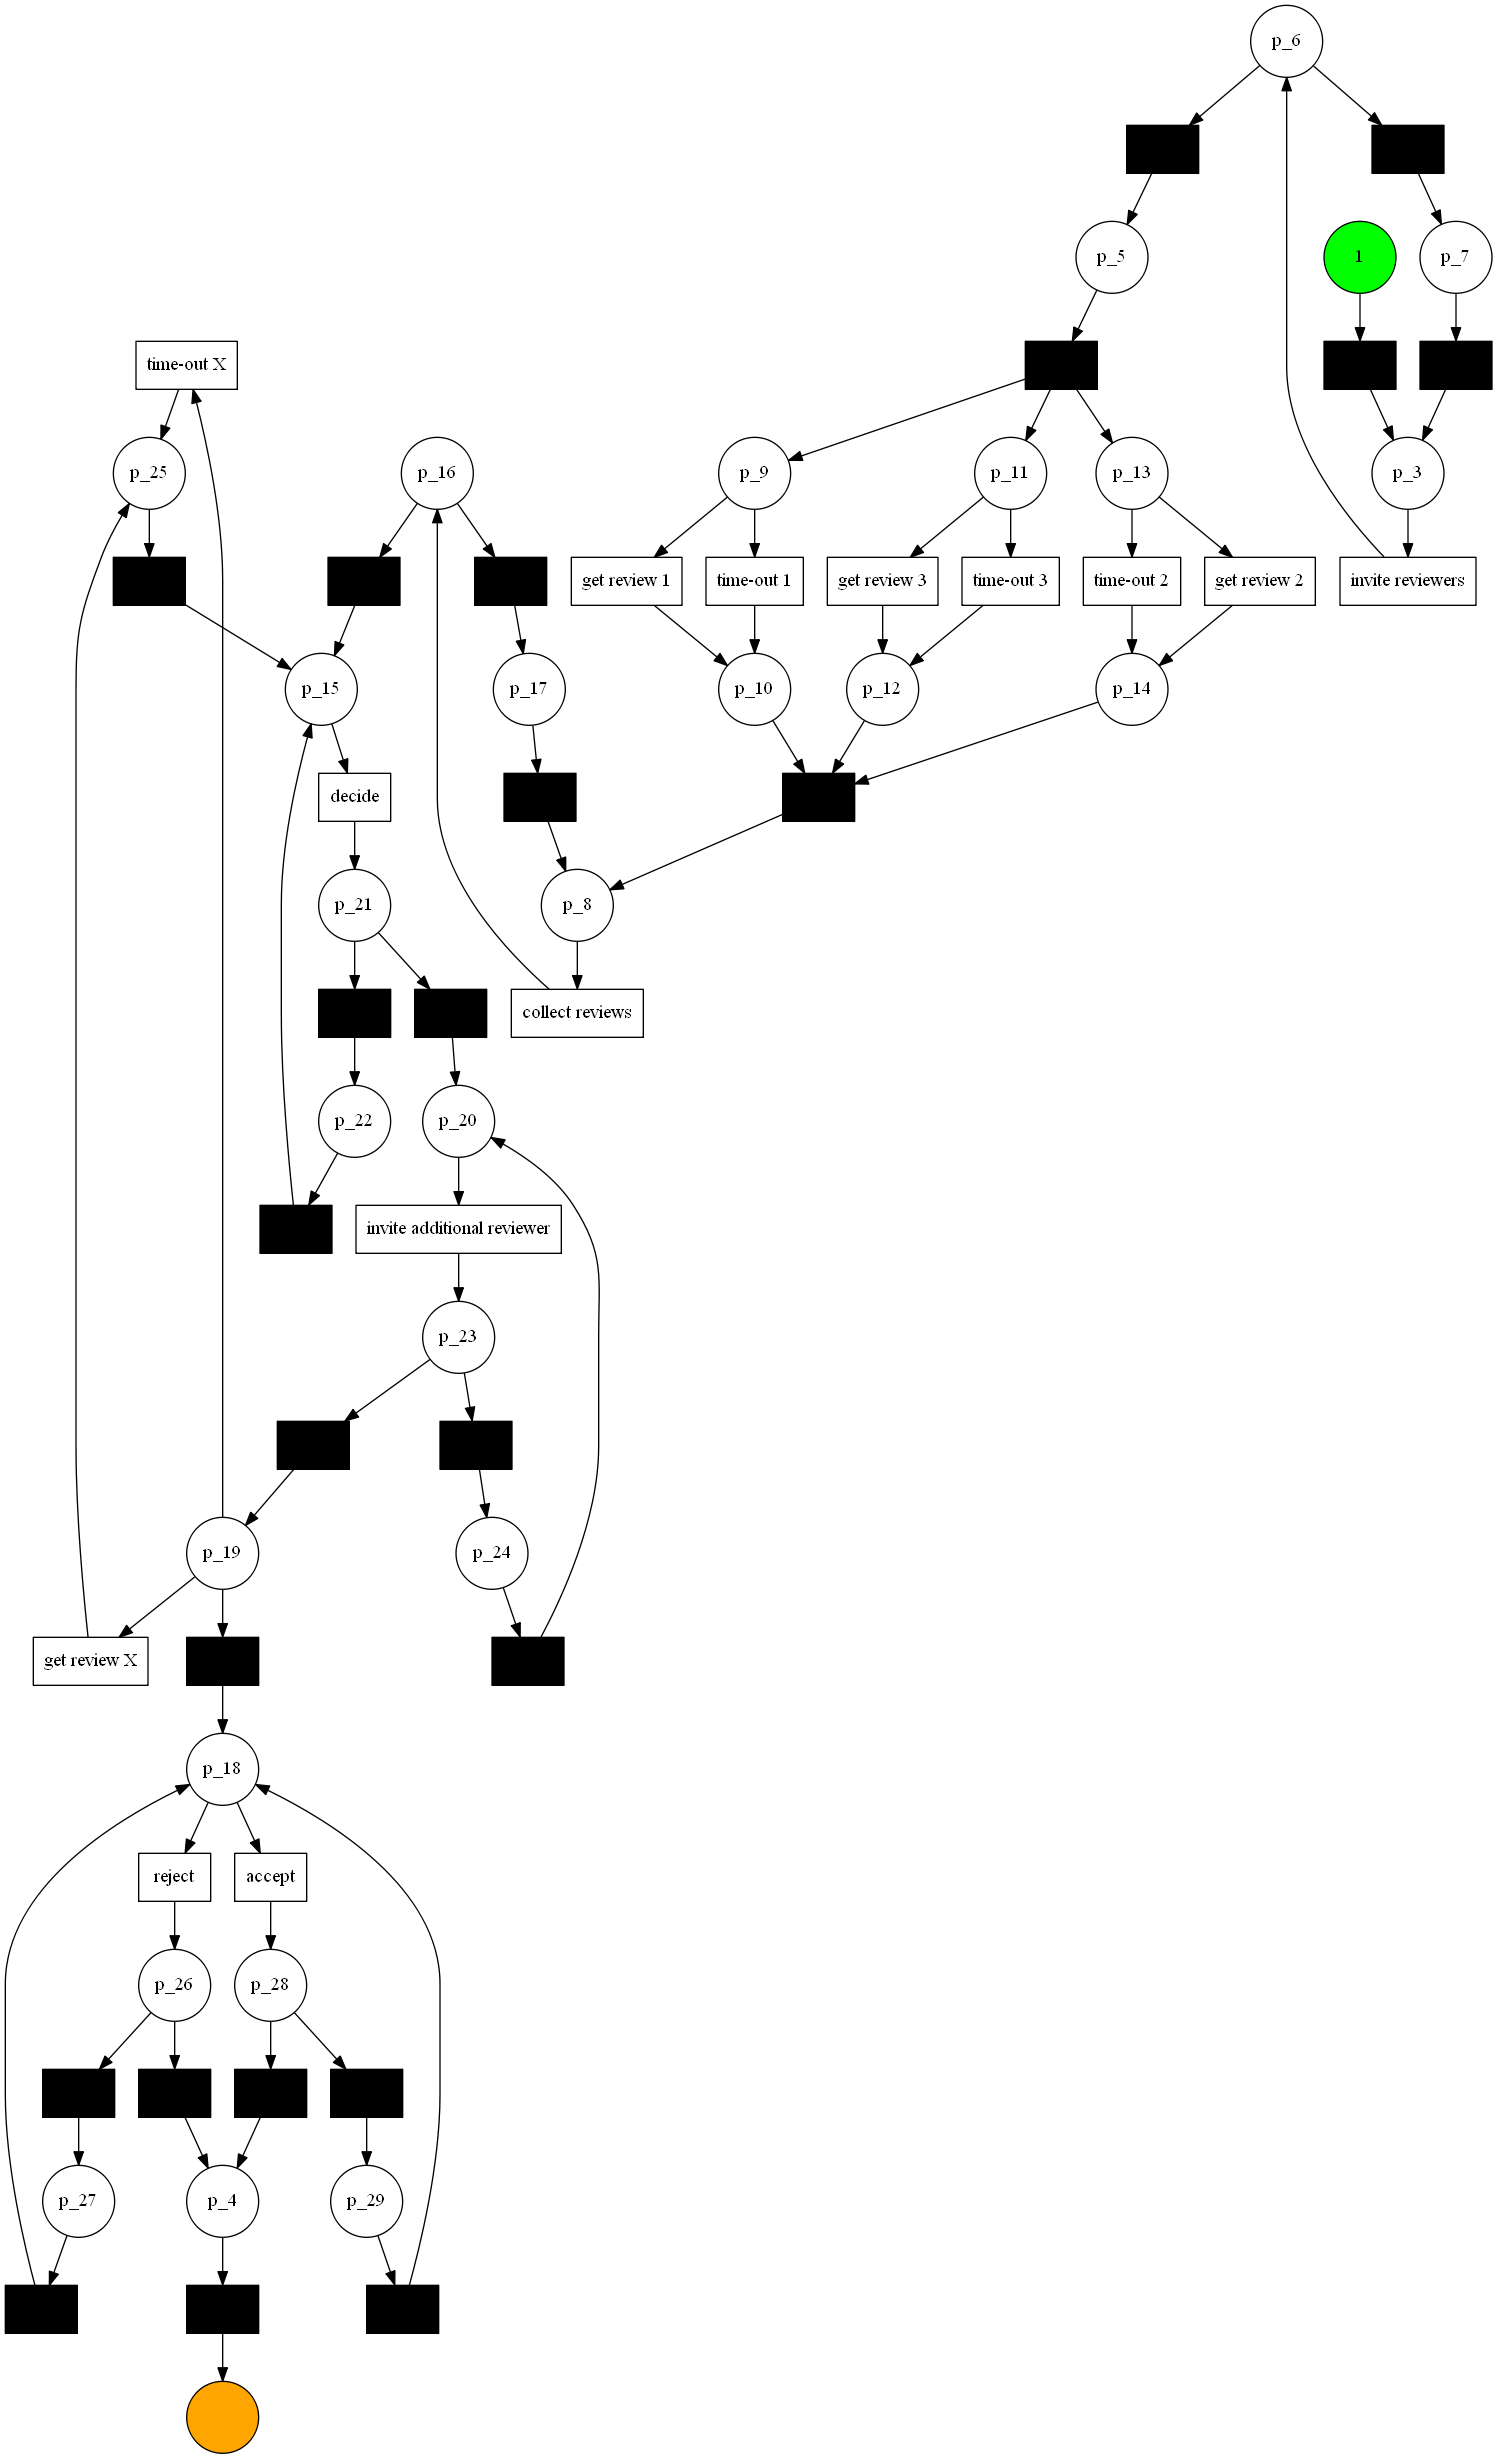 p_6
p_5
1
p_7
time-out X
p_25
p_16
p_9
p_11
p_13
p_3
get review 1
time-out 1
get review 3
time-out 3
time-out 2
get review 2
invite reviewers
p_15
p_17
p_10
p_12
p_14
decide
p_21
p_8
collect reviews
p_22
p_20
invite additional reviewer
p_23
p_19
p_24
get review X
p_18
reject
accept
p_26
p_28
p_27
p_4
p_29